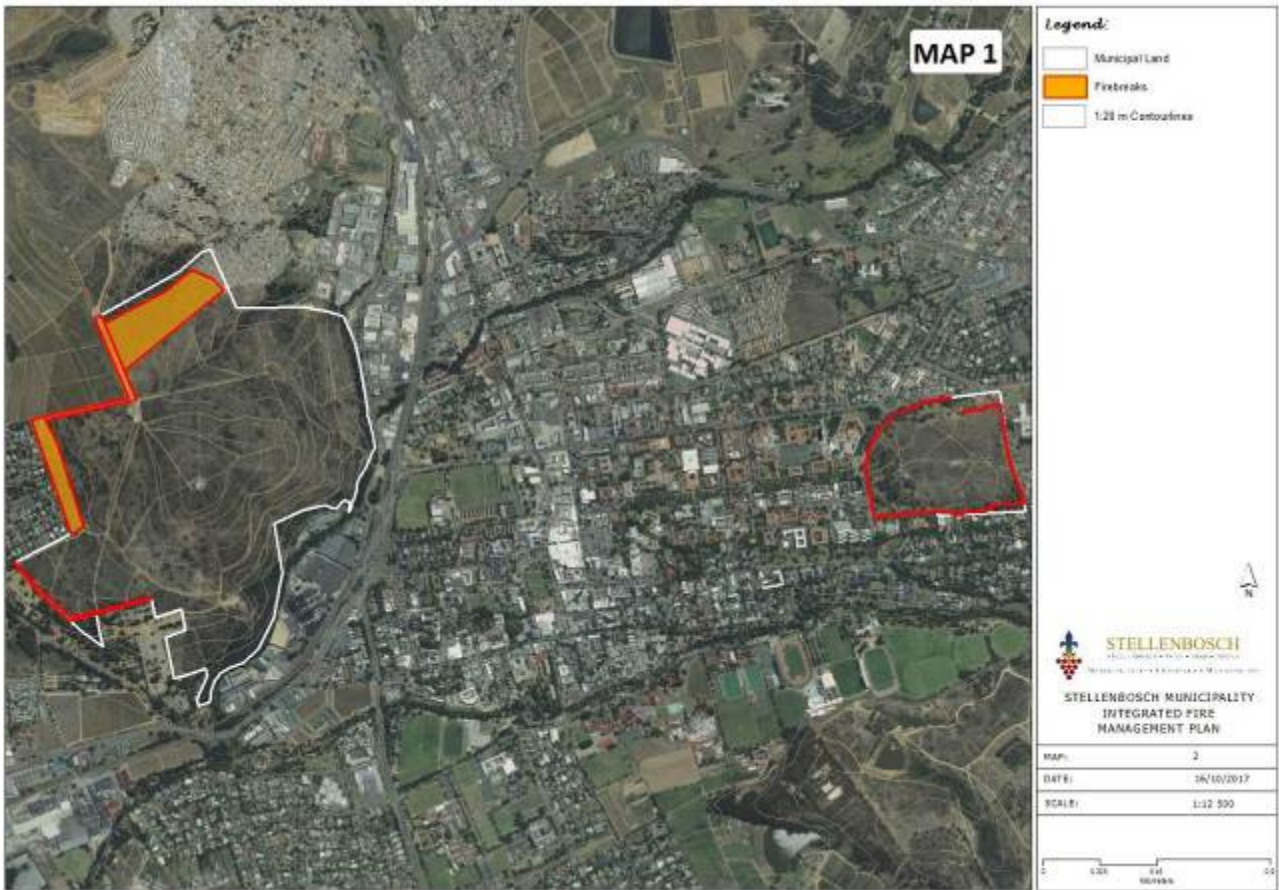 MAP 1
Legend:
Municipal Land
Firebreaks
1:20 m Contourlines
N
STELLENBOSCH
STELLENBOSCH MUNICIPALITY
INTEGRATED FIRE
MANAGEMENT PLAN
MAP: 2
DATE: 16/10/2017
SCALE: 1:12 500
0